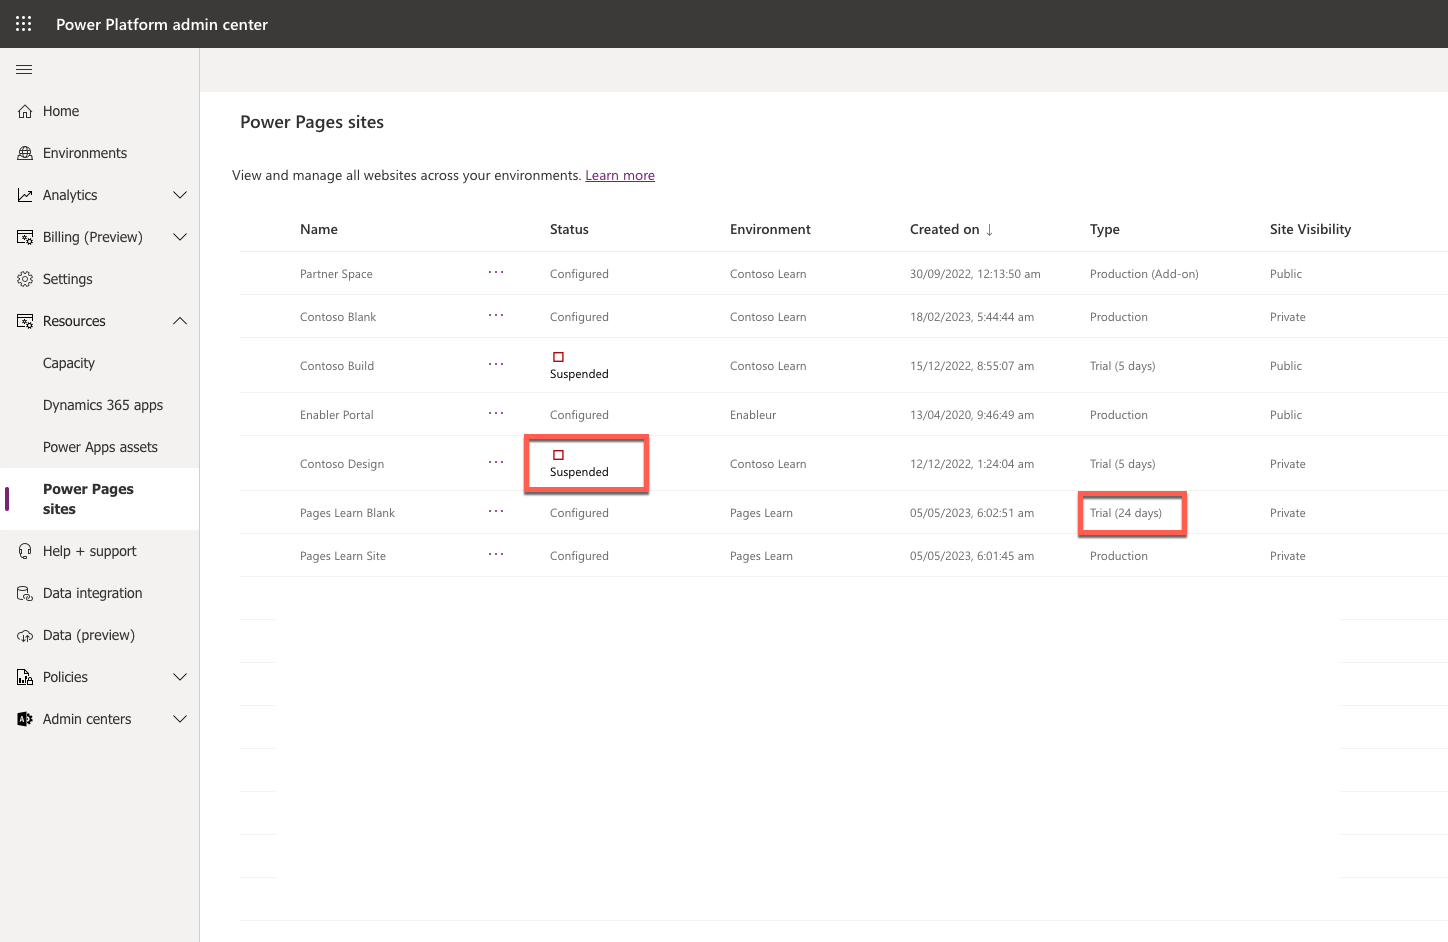 Power Platform admin center
Home
Environments
Analytics
Billing (Preview)
Settings
Resources
Capacity
Dynamics 365 apps
Power Apps assets
Power Pages
sites
Help + support
Data integration
Data (preview)
Policies
Admin centers
Power Pages sites
View and manage all websites across your environments. Learn more
Name Status Environment Created on ↓ Type Site Visibility
Partner Space ... Configured Contoso Learn 30/09/2022, 12:13:50 am Production (Add-on) Public
Contoso Blank ... Configured Contoso Learn 18/02/2023, 5:44:44 am Production Private
Contoso Build ... Suspended Contoso Learn 15/12/2022, 8:55:07 am Trial (5 days) Public
Enabler Portal ... Configured Enableur 13/04/2020, 9:46:49 am Production Public
Contoso Design ... Suspended Contoso Learn 12/12/2022, 1:24:04 am Trial (5 days) Private
Pages Learn Blank ... Configured Pages Learn 05/05/2023, 6:02:51 am Trial (24 days) Private
Pages Learn Site ... Configured Pages Learn 05/05/2023, 6:01:45 am Production Private